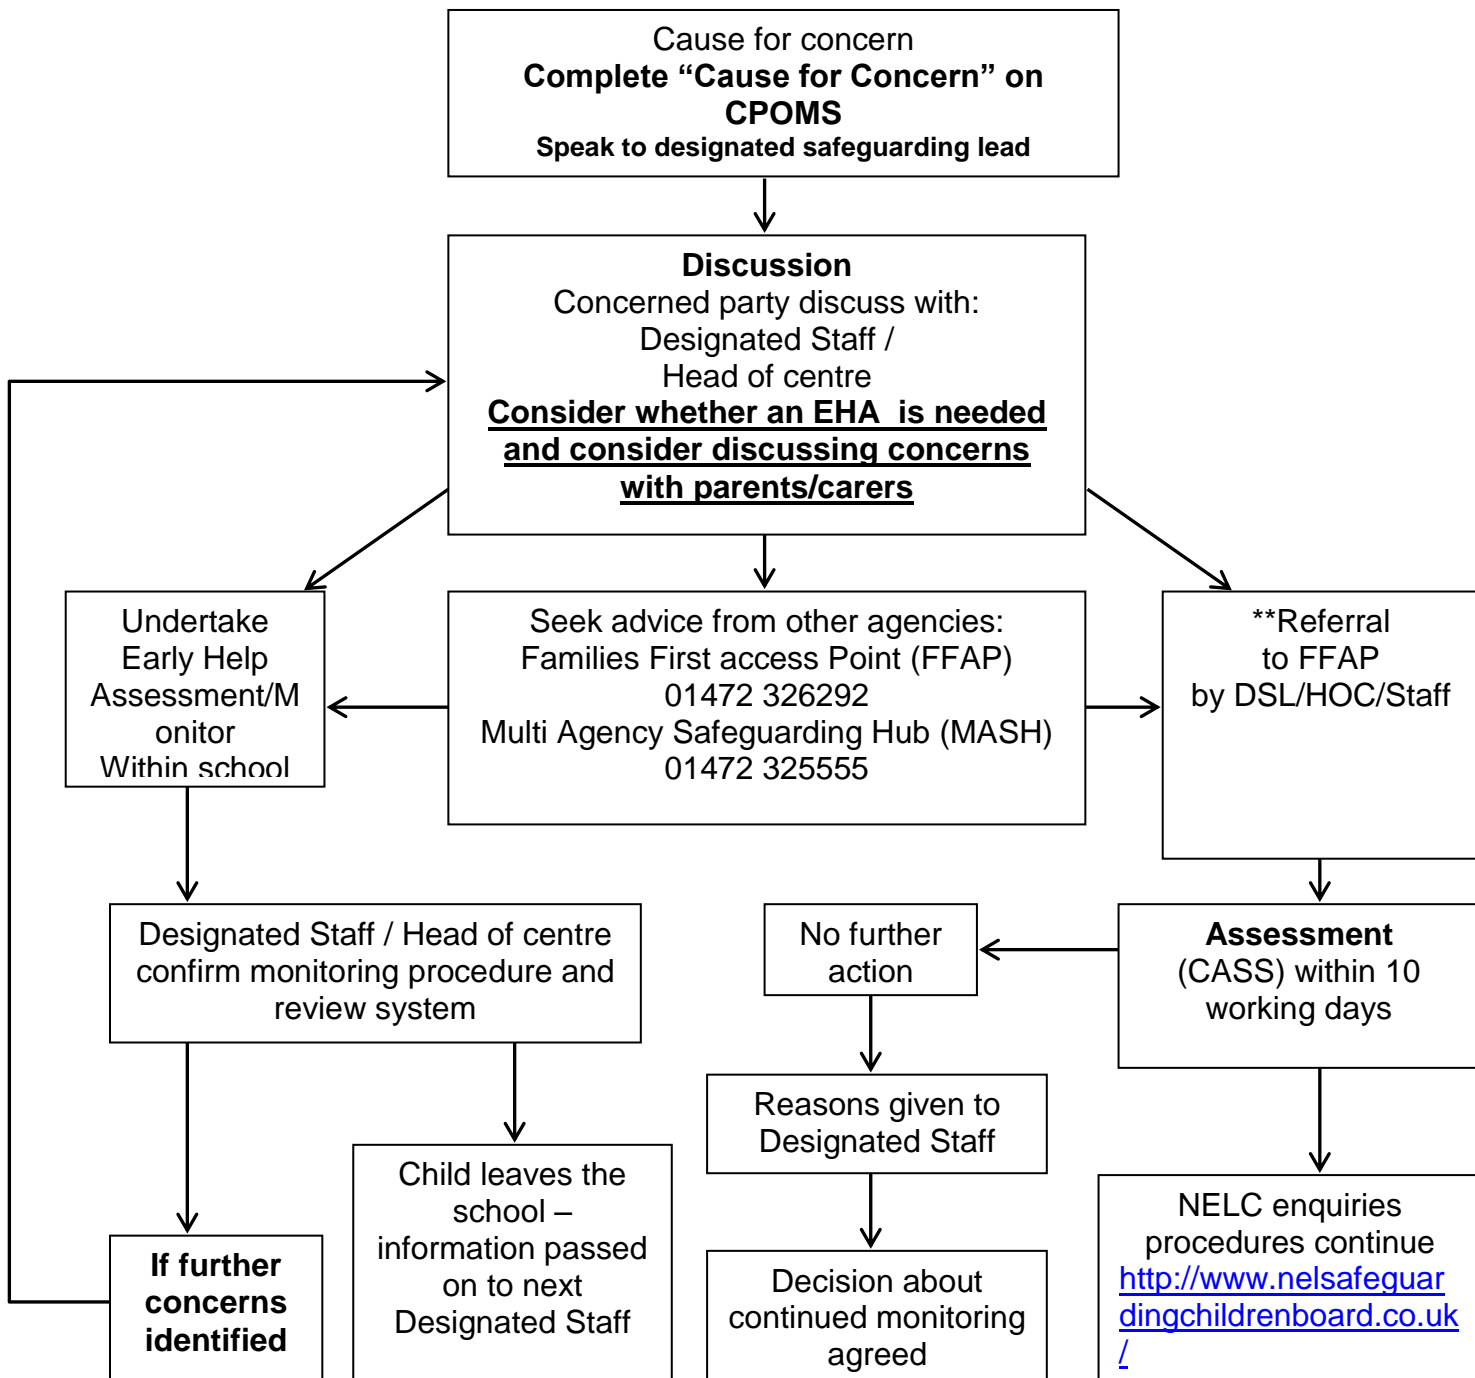 Cause for concern
Complete “Cause for Concern” on
CPOMS
Speak to designated safeguarding lead
Discussion
Concerned party discuss with:
Designated Staff /
Head of centre
Consider whether an EHA  is needed
and consider discussing concerns
with parents/carers
Undertake
Early Help
Assessment/M
onitor
Within school
Seek advice from other agencies:
Families First access Point (FFAP)
01472 326292
Multi Agency Safeguarding Hub (MASH)
01472 325555
**Referral
to FFAP
by DSL/HOC/Staff
Designated Staff / Head of centre
confirm monitoring procedure and
review system
No further
action
Assessment
(CASS) within 10
working days
Reasons given to
Designated Staff
If further
concerns
identified
Child leaves the
school –
information passed
on to next
Designated Staff
Decision about
continued monitoring
agreed
NELC enquiries
procedures continue
http://www.nelsafeguar
dingchildrenboard.co.uk
/